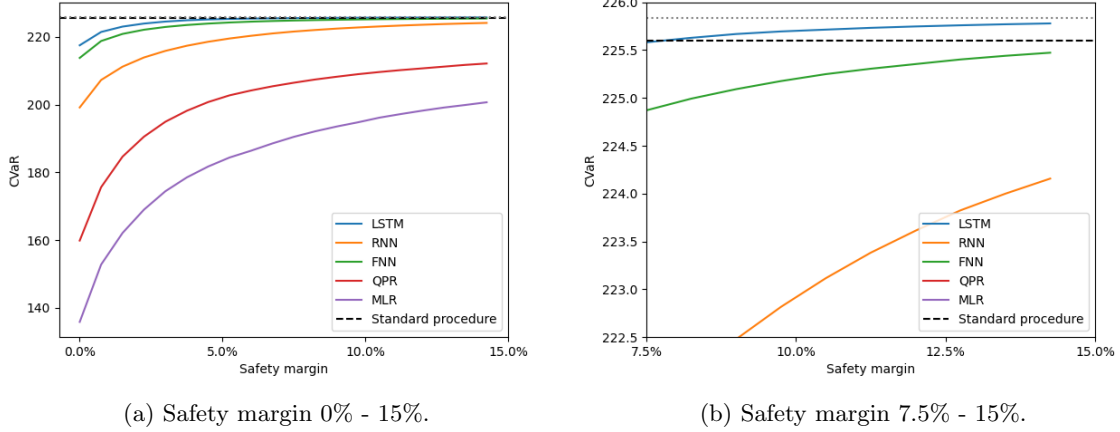 220
200
180
160
140
CVaR
0.0%
5.0%
10.0%
15.0%
Safety margin
LSTM
RNN
FNN
QPR
MLR
Standard procedure
(a) Safety margin 0% - 15%.
226.0
225.5
225.0
224.5
224.0
223.5
223.0
222.5
CVaR
7.5%
10.0%
12.5%
15.0%
Safety margin
LSTM
RNN
FNN
QPR
MLR
Standard procedure
(b) Safety margin 7.5% - 15%.